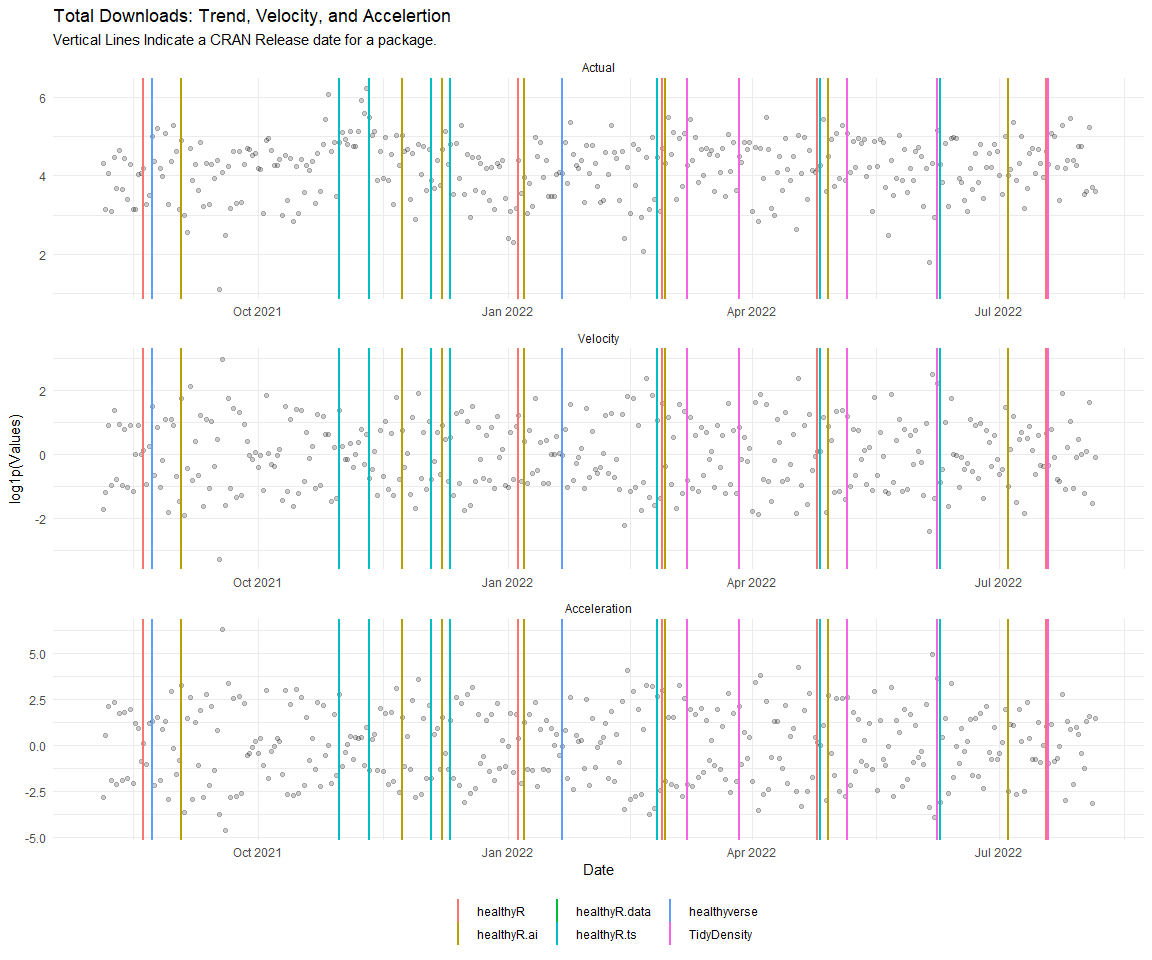 Total Downloads: Trend, Velocity, and Accelertion
Vertical Lines Indicate a CRAN Release date for a package.
Actual
6
4
2
Oct 2021 Jan 2022 Apr 2022 Jul 2022
Velocity
2
0
-2
Oct 2021 Jan 2022 Apr 2022 Jul 2022
Acceleration
5.0
2.5
0.0
-2.5
-5.0
Oct 2021 Jan 2022 Apr 2022 Jul 2022
log1p(Values)
Date
healthyR healthyR.data healthyverse
healthyR.ai healthyR.ts TidyDensity